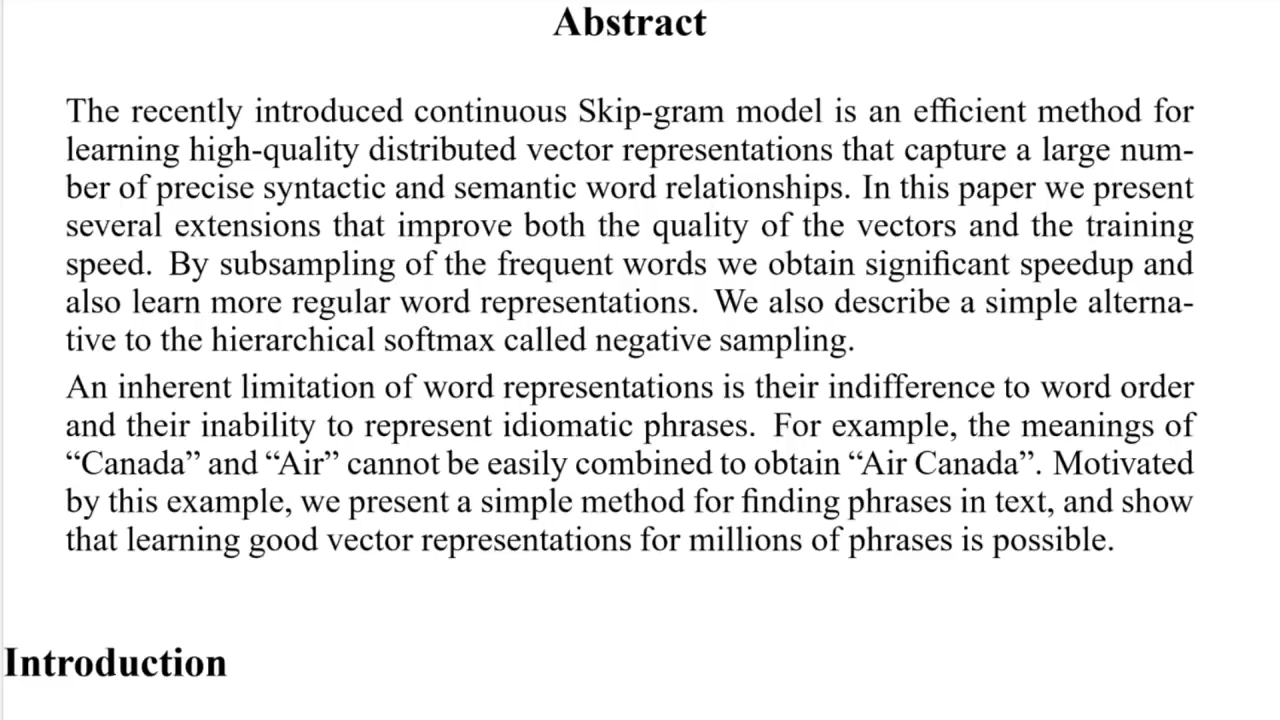 Abstract
The recently introduced continuous Skip-gram model is an efficient method for
learning high-quality distributed vector representations that capture a large num-
ber of precise syntactic and semantic word relationships. In this paper we present
several extensions that improve both the quality of the vectors and the training
speed. By subsampling of the frequent words we obtain significant speedup and
also learn more regular word representations. We also describe a simple alterna-
tive to the hierarchical softmax called negative sampling.
An inherent limitation of word representations is their indifference to word order
and their inability to represent idiomatic phrases. For example, the meanings of
“Canada” and “Air” cannot be easily combined to obtain “Air Canada”. Motivated
by this example, we present a simple method for finding phrases in text, and show
that learning good vector representations for millions of phrases is possible.
Introduction